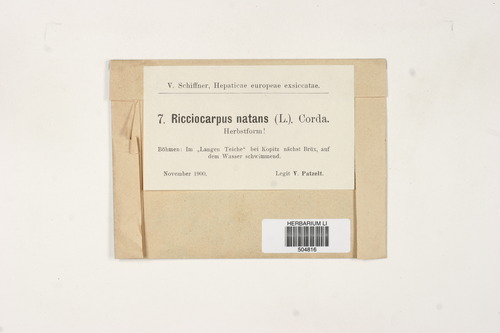 V. Schiffner, Hepaticae europeae exsiccatae.
7. Ricciocarpus natans (L.), Corda.
Herbstform!
Böhmen: Im „Langen Teiche“ bei Kopitz nächst Brüx, auf
dem Wasser schwimmend.
November 1900. Legit V. Patzelt.
HERBARIUM LI
504816